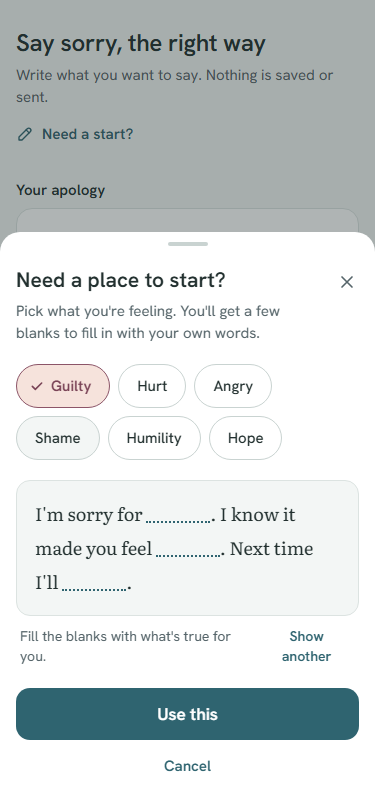 Say sorry, the right way
Write what you want to say. Nothing is saved or
sent.
Need a start?
Your apology
Need a place to start?
Pick what you're feeling. You'll get a few
blanks to fill in with your own words.
Guilty Hurt Angry
Shame Humility Hope
I'm sorry for . I know it
made you feel . Next time
I'll .
Fill the blanks with what's true for
you.
Show
another
Use this
Cancel